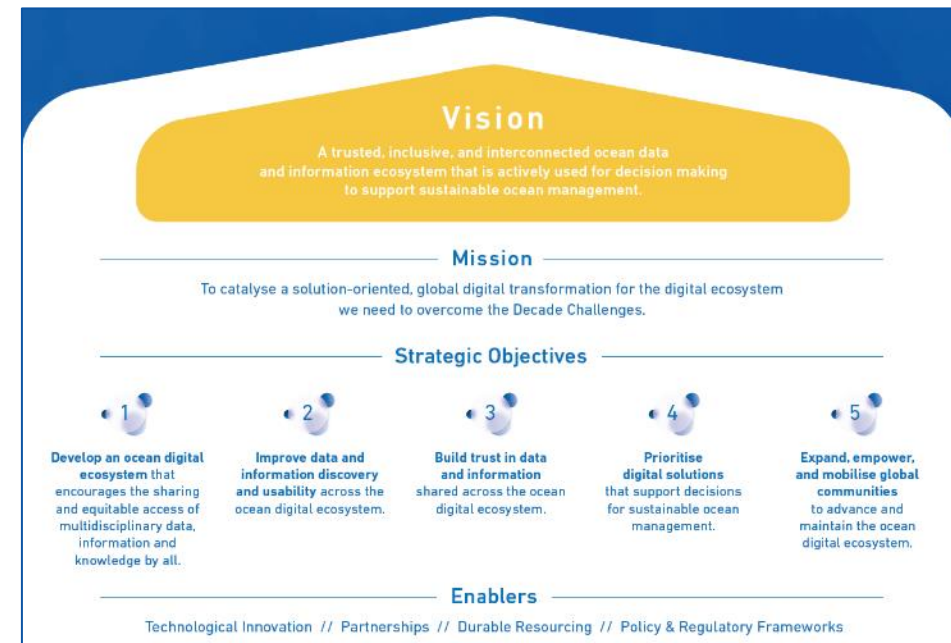 Vision
A trusted, inclusive, and interconnected ocean data
and information ecosystem that is actively used for decision making
to support sustainable ocean management.
Mission
To catalyse a solution-oriented, global digital transformation for the digital ecosystem
we need to overcome the Decade Challenges.
Strategic Objectives
1
Develop an ocean digital
ecosystem that
encourages the sharing
and equitable access of
multidisciplinary data,
information and
knowledge by all.
2
Improve data and
information discovery
and usability across the
ocean digital ecosystem.
3
Build trust in data
and information
shared across the ocean
digital ecosystem.
4
Prioritise
digital solutions
that support decisions
for sustainable ocean
management.
5
Expand, empower,
and mobilise global
communities
to advance and
maintain the ocean
digital ecosystem.
Enablers
Technological Innovation // Partnerships // Durable Resourcing // Policy & Regulatory Frameworks